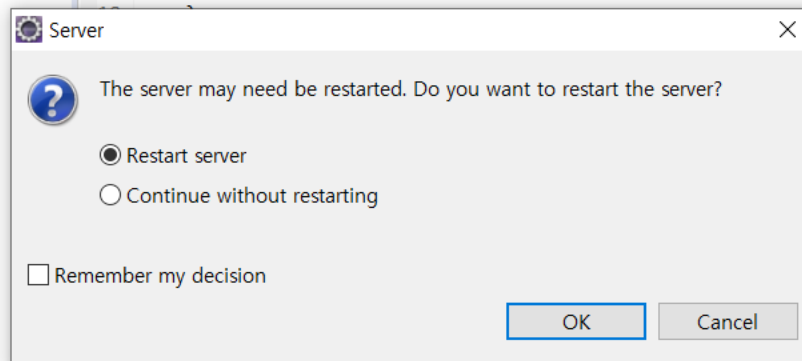 Server
The server may need be restarted. Do you want to restart the server?
Restart server
Continue without restarting
Remember my decision
OK
Cancel